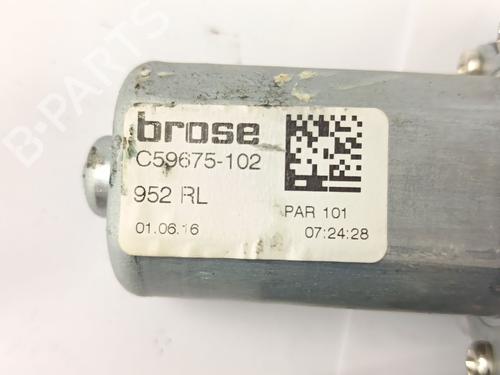 B-PARTS
brose
C59675-102
952 RL
PAR 101
01.06.16
07:24:28